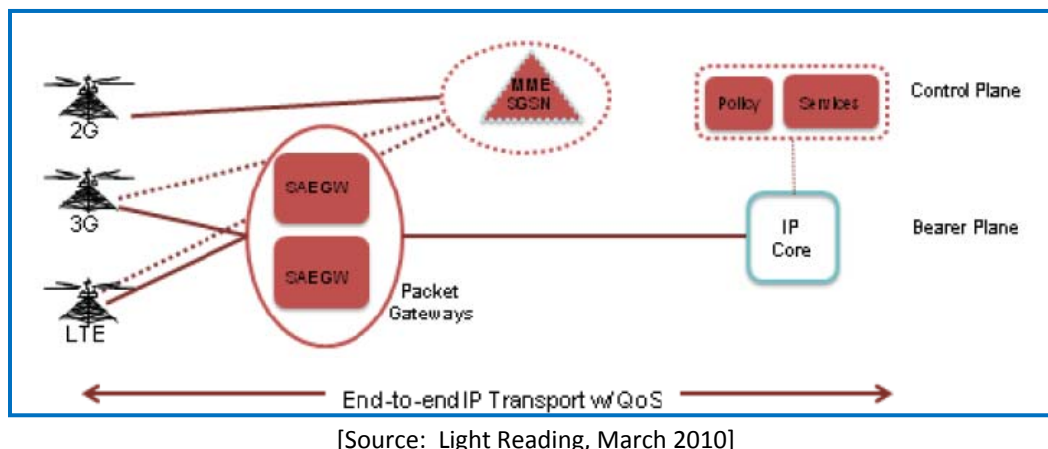 MME
SGSN
Policy
Services
Control Plane
2G
SAEGW
3G
IP
Core
Bearer Plane
SAEGW
Packet
Gateways
LTE
End-to-end IP Transport w/QoS
[Source: Light Reading, March 2010]